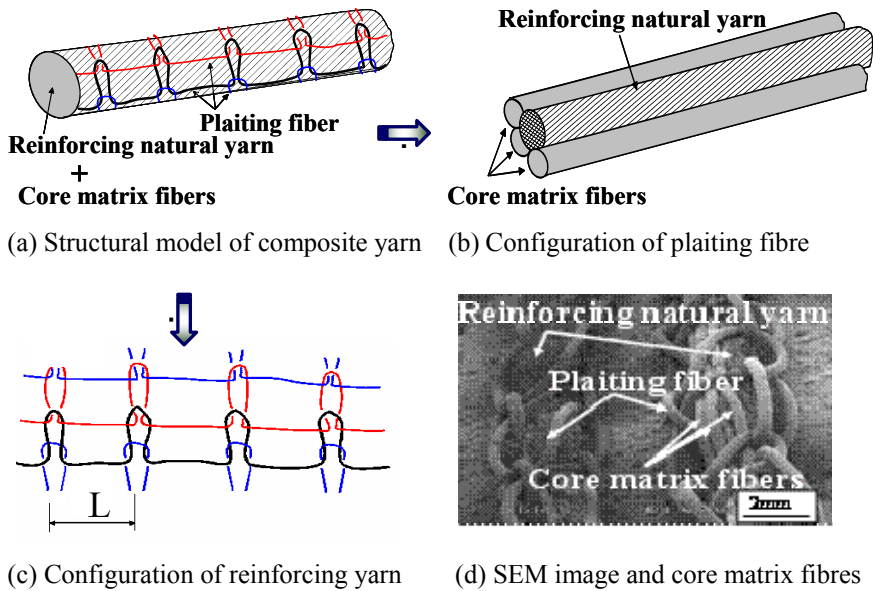 Plaiting fiber
Reinforcing natural yarn
+
Core matrix fibers
(a) Structural model of composite yarn
Reinforcing natural yarn
Core matrix fibers
(b) Configuration of plaiting fibre
L
(c) Configuration of reinforcing yarn
Reinforcing natural yarn
Plaiting fiber
Core matrix fibers
2mm
(d) SEM image and core matrix fibres